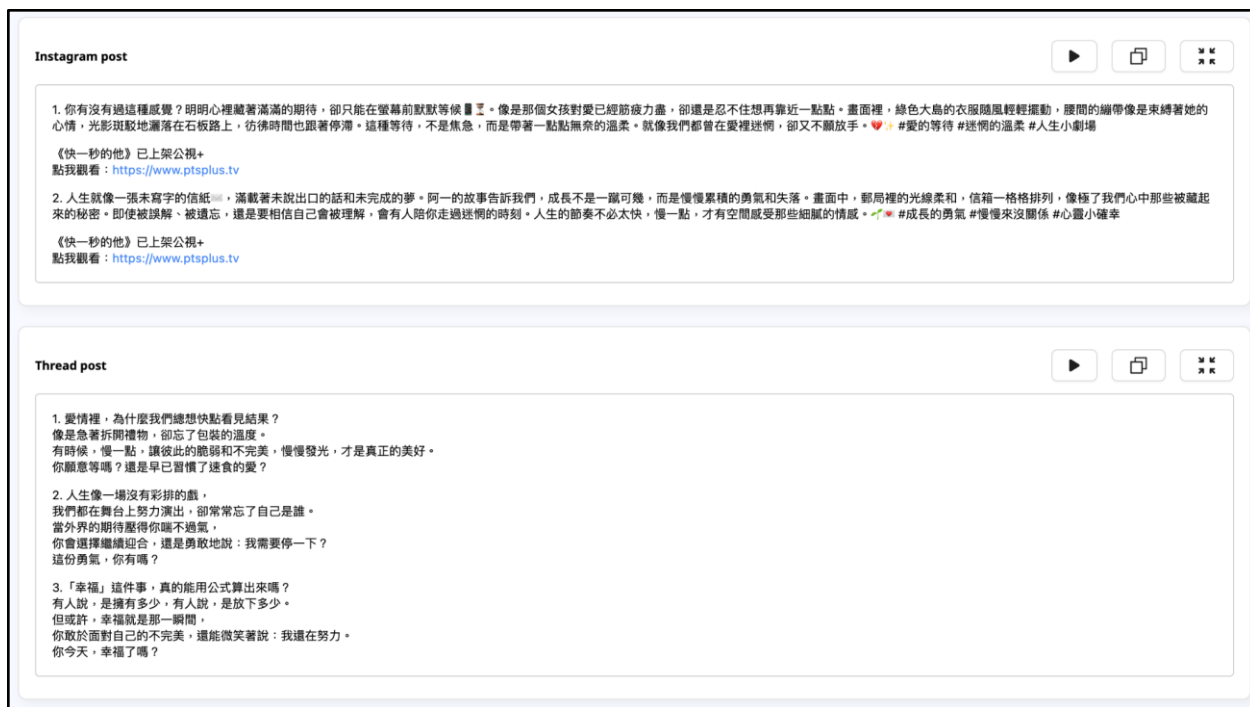 Instagram post
1. 你有沒有過這種感覺？明明心裡藏著滿滿的期待，卻只能在螢幕前默默等候📱⏳。像是那個女孩對愛已經筋疲力盡，卻還是忍不住想再靠近一點點。畫面裡，綠色大島的衣服隨風輕輕擺動，腰間的繃帶像是束縛著她的
心情，光影斑駁地灑落在石板路上，彷彿時間也跟著停滯。這種等待，不是焦急，而是帶著一點點無奈的溫柔。就像我們都曾在愛裡迷惘，卻又不願放手。💔✨ #愛的等待 #迷惘的溫柔 #人生小劇場
《快一秒的他》已上架公視+
點我觀看：https://www.ptsplus.tv
2. 人生就像一張未寫字的信紙✉️，滿載著未說出口的話和未完成的夢。阿一的故事告訴我們，成長不是一蹴可幾，而是慢慢累積的勇氣和失落。畫面中，郵局裡的光線柔和，信箱一格格排列，像極了我們心中那些被藏起
來的秘密。即使被誤解、被遺忘，還是要相信自己會被理解，會有人陪你走過迷惘的時刻。人生的節奏不必太快，慢一點，才有空間感受那些細膩的情感。🌱💌 #成長的勇氣 #慢慢來沒關係 #心靈小確幸
《快一秒的他》已上架公視+
點我觀看：https://www.ptsplus.tv
Thread post
1. 愛情裡，為什麼我們總想快點看見結果？
像是急著拆開禮物，卻忘了包裝的溫度。
有時候，慢一點，讓彼此的脆弱和不完美，慢慢發光，才是真正的美好。
你願意等嗎？還是早已習慣了速食的愛？
2. 人生像一場沒有彩排的戲，
我們都在舞台上努力演出，卻常常忘了自己是誰。
當外界的期待壓得你喘不過氣，
你會選擇繼續迎合，還是勇敢地說：我需要停一下？
這份勇氣，你有嗎？
3.「幸福」這件事，真的能用公式算出來嗎？
有人說，是擁有多少，有人說，是放下多少。
但或許，幸福就是那一瞬間，
你敢於面對自己的不完美，還能微笑著說：我還在努力。
你今天，幸福了嗎？